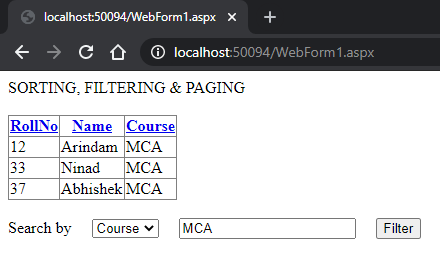 localhost:50094/WebForm1.aspx
localhost:50094/WebForm1.aspx
SORTING, FILTERING & PAGING
RollNo Name Course
12 Arindam MCA
33 Ninad MCA
37 Abhishek MCA
Search by Course MCA Filter